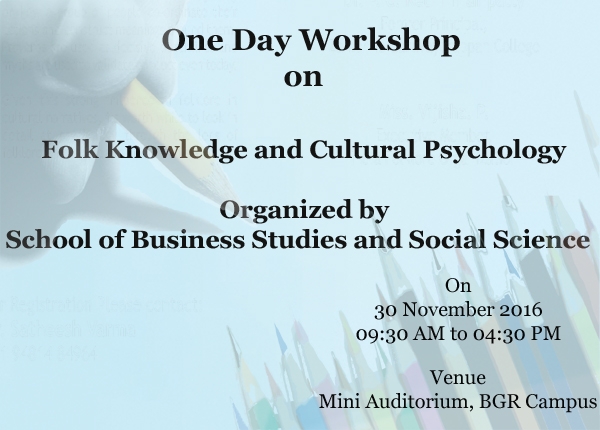 One Day Workshop
on
Folk Knowledge and Cultural Psychology
Organized by
School of Business Studies and Social Science
On
30 November 2016
09:30 AM to 04:30 PM
Venue
Mini Auditorium, BGR Campus